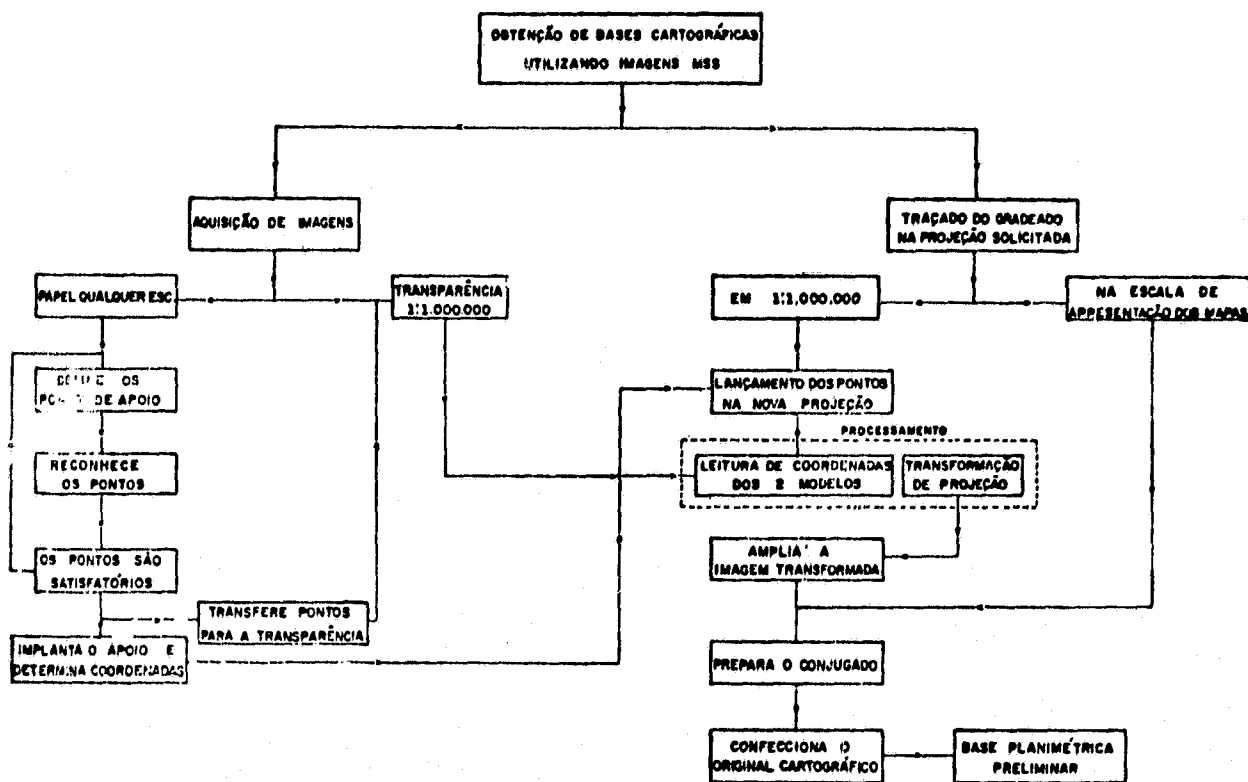 OBTENÇÃO DE BASES CARTOGRÁFICAS
UTILIZANDO IMAGENS MSS
AQUISIÇÃO DE IMAGENS
TRAÇADO DO GRADEADO
NA PROJEÇÃO SOLICITADA
PAPEL QUALQUER ESC
TRANSPARÊNCIA
1:1.000.000
EM 1:1.000.000
NA ESCALA DE
APRESENTAÇÃO DOS MAPAS
OS
DE APOIO
LANÇAMENTO DOS PONTOS
NA NOVA PROJEÇÃO
PROCESSAMENTO
RECONHECE
OS PONTOS
LEITURA DE COORDENADAS
DOS 2 MODELOS
TRANSFORMAÇÃO
DE PROJEÇÃO
OS PONTOS SÃO
SATISFATÓRIOS
A
IMAGEM TRANSFORMADA
TRANSFERE PONTOS
PARA A TRANSPARÊNCIA
IMPLANTA O APOIO E
DETERMINA COORDENADAS
PREPARA O CONJUGADO
CONFECCIONA O
ORIGINAL CARTOGRÁFICO
BASE PLANIMÉTRICA
PRELIMINAR